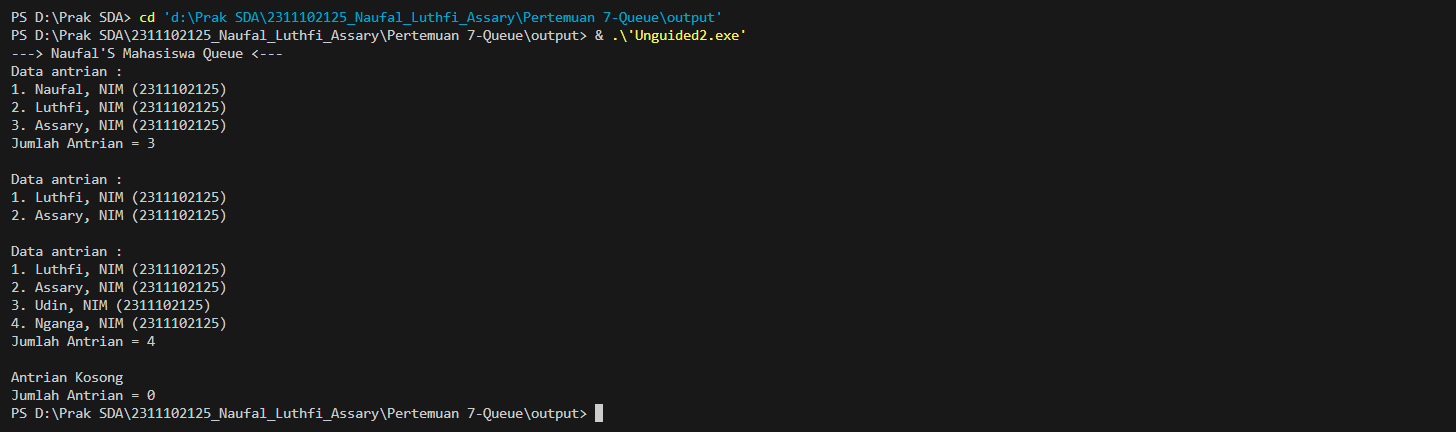 PS D:\Prak SDA> cd 'd:\Prak SDA\2311102125_Naufal_Luthfi_Assary\Pertemuan 7-Queue\output'
PS D:\Prak SDA\2311102125_Naufal_Luthfi_Assary\Pertemuan 7-Queue\output> & .\'Unguided2.exe'
---> Naufal'S Mahasiswa Queue <---
Data antrian :
1. Naufal, NIM (2311102125)
2. Luthfi, NIM (2311102125)
3. Assary, NIM (2311102125)
Jumlah Antrian = 3

Data antrian :
1. Luthfi, NIM (2311102125)
2. Assary, NIM (2311102125)

Data antrian :
1. Luthfi, NIM (2311102125)
2. Assary, NIM (2311102125)
3. Udin, NIM (2311102125)
4. Nganga, NIM (2311102125)
Jumlah Antrian = 4

Antrian Kosong
Jumlah Antrian = 0
PS D:\Prak SDA\2311102125_Naufal_Luthfi_Assary\Pertemuan 7-Queue\output>